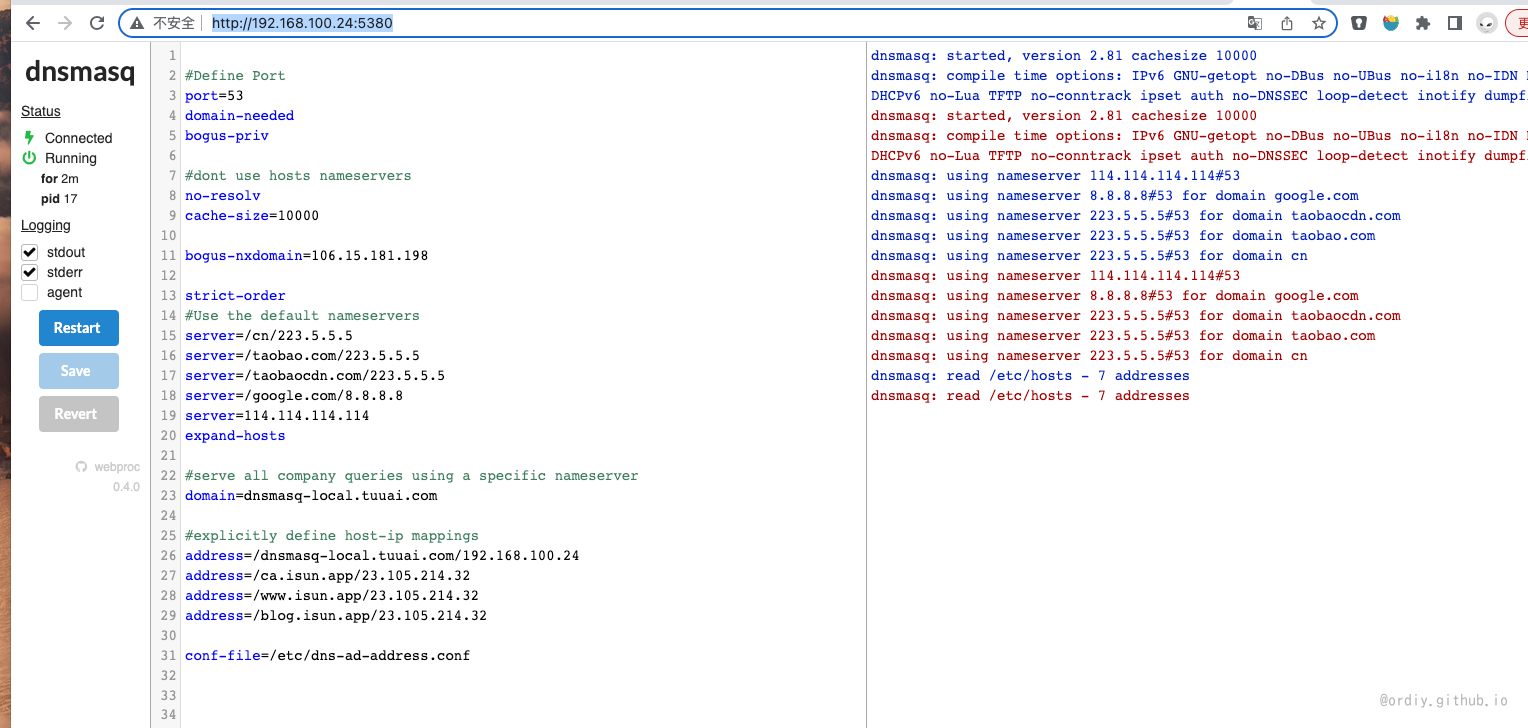 不安全
http://192.168.100.24:5380
更
dnsmasq
Status
Connected
Running
for 2m
pid 17
Logging
stdout
stderr
agent
Restart
Save
Revert
webproc
0.4.0
1
2 #Define Port
3 port=53
4 domain-needed
5 bogus-priv
6
7 #dont use hosts nameservers
8 no-resolv
9 cache-size=10000
10
11 bogus-nxdomain=106.15.181.198
12
13 strict-order
14 #Use the default nameservers
15 server=/cn/223.5.5.5
16 server=/taobao.com/223.5.5.5
17 server=/taobaocdn.com/223.5.5.5
18 server=/google.com/8.8.8.8
19 server=114.114.114.114
20 expand-hosts
21
22 #serve all company queries using a specific nameserver
23 domain=dnsmasq-local.tuuai.com
24
25 #explicitly define host-ip mappings
26 address=/dnsmasq-local.tuuai.com/192.168.100.24
27 address=/ca.isun.app/23.105.214.32
28 address=/www.isun.app/23.105.214.32
29 address=/blog.isun.app/23.105.214.32
30
31 conf-file=/etc/dns-ad-address.conf
32
33
34
dnsmasq: started, version 2.81 cachesize 10000
dnsmasq: compile time options: IPv6 GNU-getopt no-DBus no-UBus no-i18n no-IDN
DHCPv6 no-Lua TFTP no-conntrack ipset auth no-DNSSEC loop-detect inotify dumpf
dnsmasq: started, version 2.81 cachesize 10000
dnsmasq: compile time options: IPv6 GNU-getopt no-DBus no-UBus no-i18n no-IDN
DHCPv6 no-Lua TFTP no-conntrack ipset auth no-DNSSEC loop-detect inotify dumpf
dnsmasq: using nameserver 114.114.114.114#53
dnsmasq: using nameserver 8.8.8.8#53 for domain google.com
dnsmasq: using nameserver 223.5.5.5#53 for domain taobaocdn.com
dnsmasq: using nameserver 223.5.5.5#53 for domain taobao.com
dnsmasq: using nameserver 223.5.5.5#53 for domain cn
dnsmasq: using nameserver 114.114.114.114#53
dnsmasq: using nameserver 8.8.8.8#53 for domain google.com
dnsmasq: using nameserver 223.5.5.5#53 for domain taobaocdn.com
dnsmasq: using nameserver 223.5.5.5#53 for domain taobao.com
dnsmasq: using nameserver 223.5.5.5#53 for domain cn
dnsmasq: read /etc/hosts - 7 addresses
dnsmasq: read /etc/hosts - 7 addresses
@ordiy.github.io